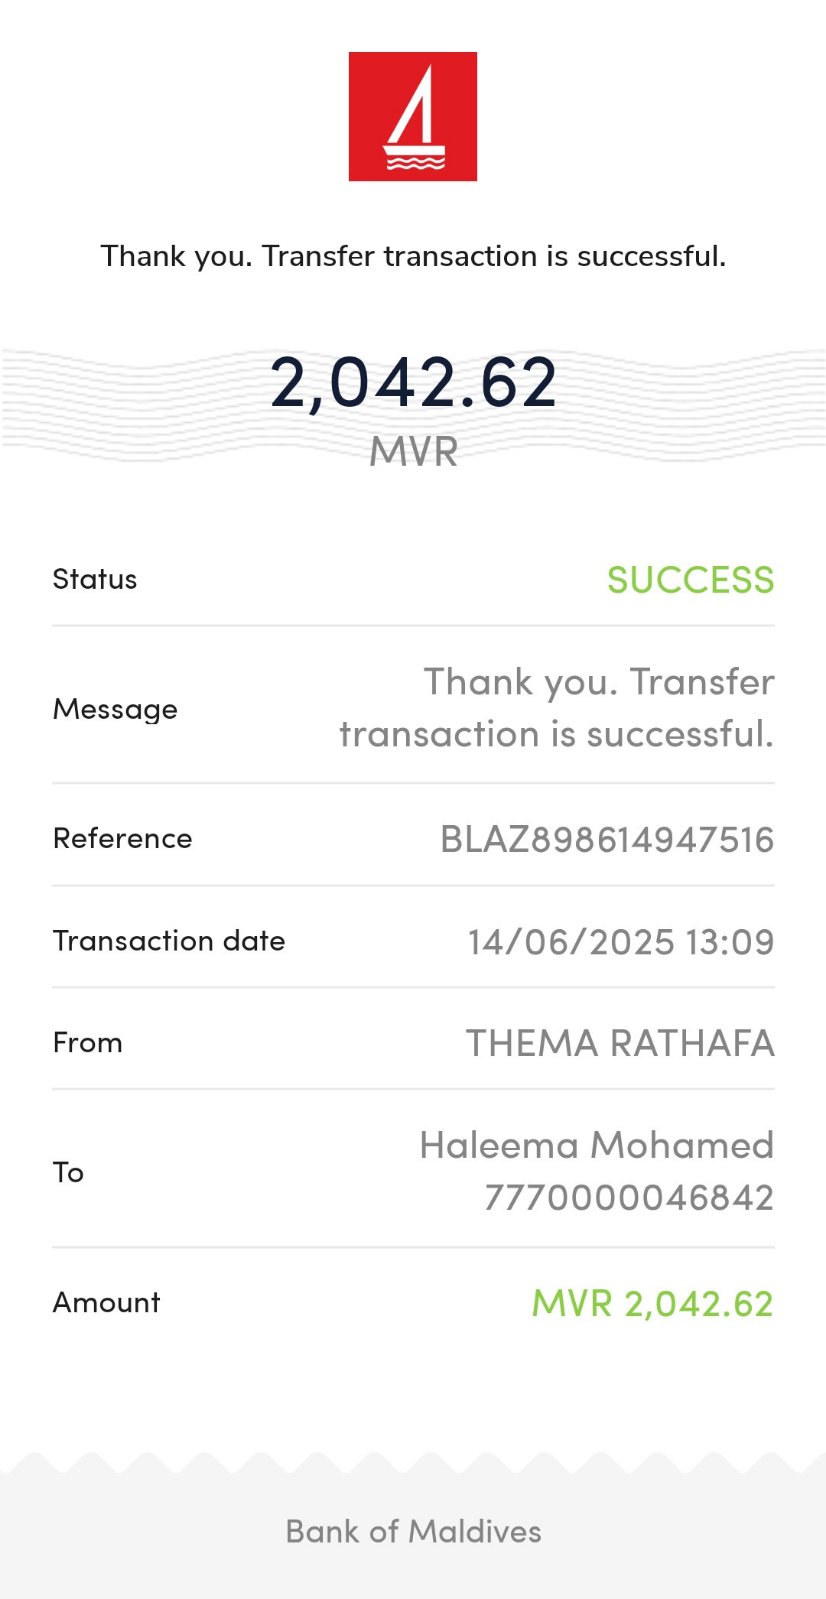 Thank you. Transfer transaction is successful.
2,042.62
MVR
Status SUCCESS
Message Thank you. Transfer
transaction is successful.
Reference BLAZ898614947516
Transaction date 14/06/2025 13:09
From THEMA RATHAFA
To Haleema Mohamed
7770000046842
Amount MVR 2,042.62
Bank of Maldives